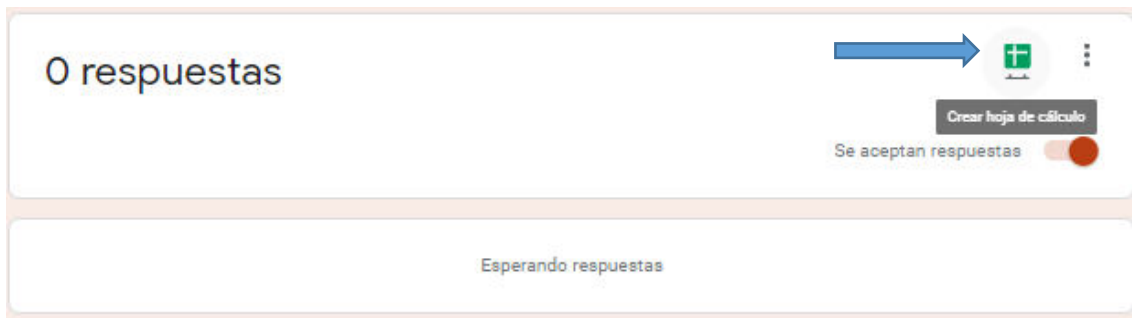 0 respuestas
Crear hoja de cálculo
Se aceptan respuestas
Esperando respuestas